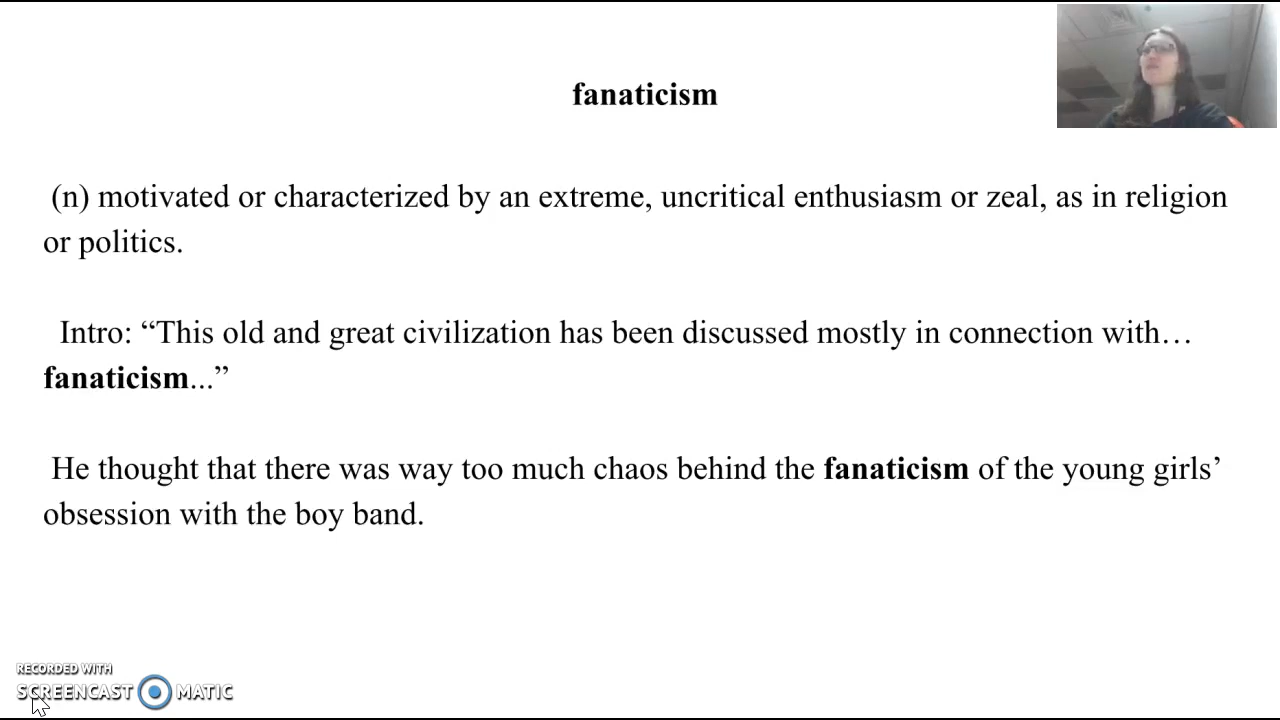 fanaticism
(n) motivated or characterized by an extreme, uncritical enthusiasm or zeal, as in religion
or politics.
Intro: “This old and great civilization has been discussed mostly in connection with…
fanaticism...”
He thought that there was way too much chaos behind the fanaticism of the young girls’
obsession with the boy band.
RECORDED WITH
SCREENCAST MATIC